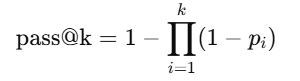 pass@k = 1 − ∏_{i=1}^{k} (1 − p_i)